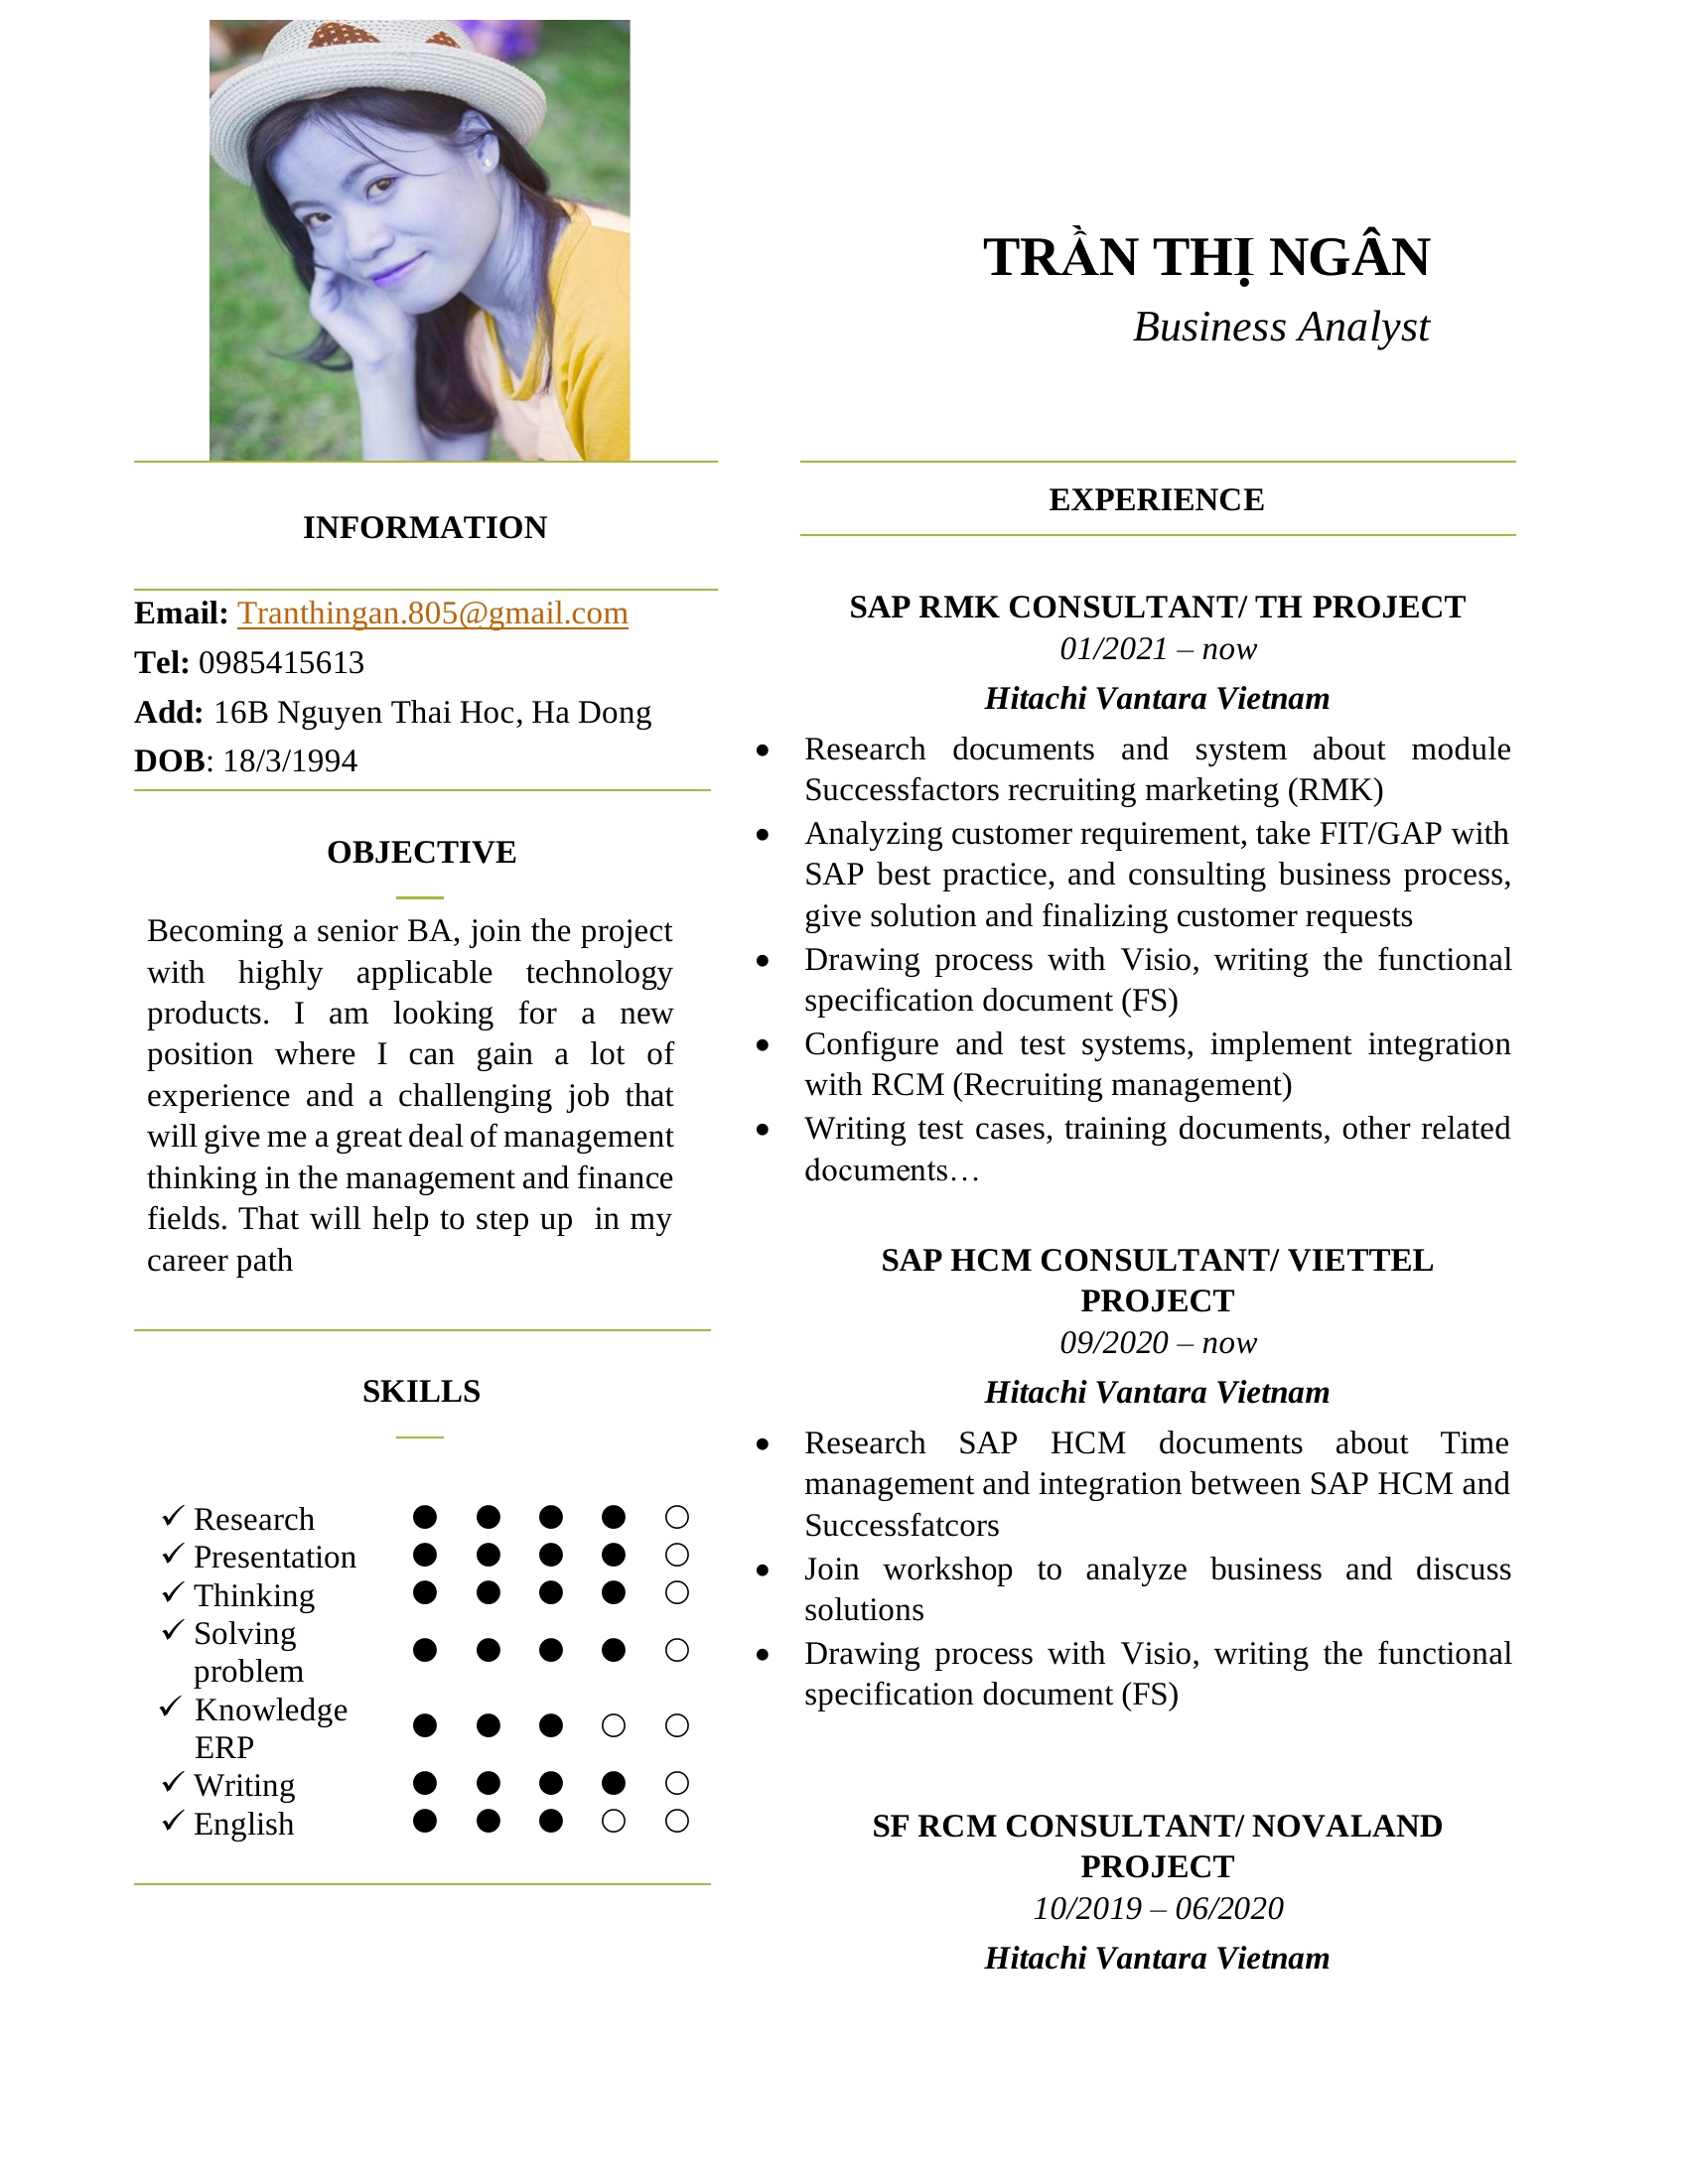 TRẦN THỊ NGÂN
Business Analyst
INFORMATION
Email: Tranthingan.805@gmail.com
Tel: 0985415613
Add: 16B Nguyen Thai Hoc, Ha Dong
DOB: 18/3/1994
OBJECTIVE
Becoming a senior BA, join the project
with highly applicable technology
products. I am looking for a new
position where I can gain a lot of
experience and a challenging job that
will give me a great deal of management
thinking in the management and finance
fields. That will help to step up in my
career path
SKILLS
✓ Research ● ● ● ● ○
✓ Presentation ● ● ● ● ○
✓ Thinking ● ● ● ● ○
✓ Solving
problem ● ● ● ● ○
✓ Knowledge
ERP ● ● ● ○ ○
✓ Writing ● ● ● ● ○
✓ English ● ● ● ○ ○
EXPERIENCE
SAP RMK CONSULTANT/ TH PROJECT
01/2021 – now
Hitachi Vantara Vietnam
• Research documents and system about module
Successfactors recruiting marketing (RMK)
• Analyzing customer requirement, take FIT/GAP with
SAP best practice, and consulting business process,
give solution and finalizing customer requests
• Drawing process with Visio, writing the functional
specification document (FS)
• Configure and test systems, implement integration
with RCM (Recruiting management)
• Writing test cases, training documents, other related
documents…
SAP HCM CONSULTANT/ VIETTEL
PROJECT
09/2020 – now
Hitachi Vantara Vietnam
• Research SAP HCM documents about Time
management and integration between SAP HCM and
Successfatcors
• Join workshop to analyze business and discuss
solutions
• Drawing process with Visio, writing the functional
specification document (FS)
SF RCM CONSULTANT/ NOVALAND
PROJECT
10/2019 – 06/2020
Hitachi Vantara Vietnam